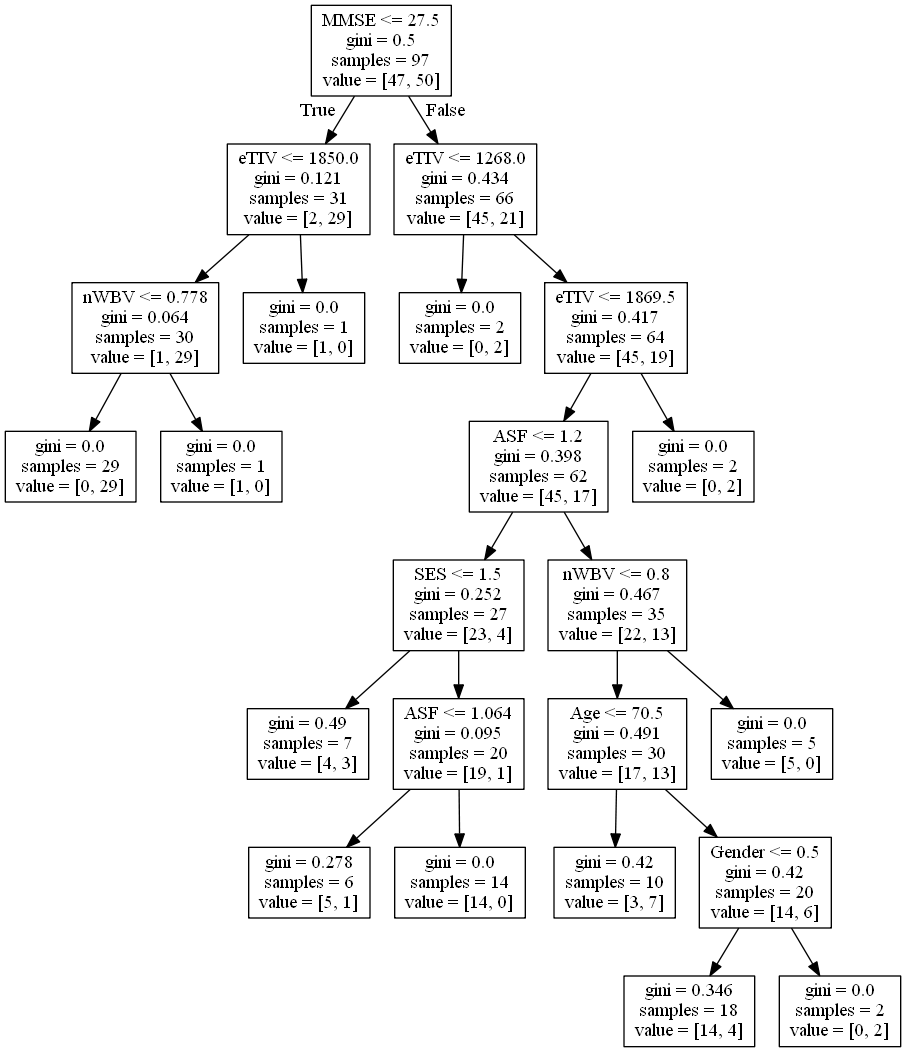 MMSE <= 27.5
gini = 0.5
samples = 97
value = [47, 50]
True
False
eTIV <= 1850.0
gini = 0.121
samples = 31
value = [2, 29]
eTIV <= 1268.0
gini = 0.434
samples = 66
value = [45, 21]
nWBV <= 0.778
gini = 0.064
samples = 30
value = [1, 29]
gini = 0.0
samples = 1
value = [1, 0]
gini = 0.0
samples = 2
value = [0, 2]
eTIV <= 1869.5
gini = 0.417
samples = 64
value = [45, 19]
gini = 0.0
samples = 29
value = [0, 29]
gini = 0.0
samples = 1
value = [1, 0]
ASF <= 1.2
gini = 0.398
samples = 62
value = [45, 17]
gini = 0.0
samples = 2
value = [0, 2]
SES <= 1.5
gini = 0.252
samples = 27
value = [23, 4]
nWBV <= 0.8
gini = 0.467
samples = 35
value = [22, 13]
gini = 0.49
samples = 7
value = [4, 3]
ASF <= 1.064
gini = 0.095
samples = 20
value = [19, 1]
Age <= 70.5
gini = 0.491
samples = 30
value = [17, 13]
gini = 0.0
samples = 5
value = [5, 0]
gini = 0.278
samples = 6
value = [5, 1]
gini = 0.0
samples = 14
value = [14, 0]
gini = 0.42
samples = 10
value = [3, 7]
Gender <= 0.5
gini = 0.42
samples = 20
value = [14, 6]
gini = 0.346
samples = 18
value = [14, 4]
gini = 0.0
samples = 2
value = [0, 2]